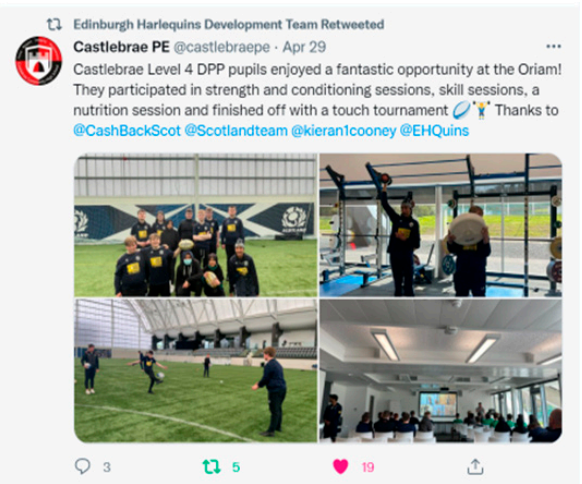 Edinburgh Harlequins Development Team Retweeted
Castlebrae PE @castlebraepe · Apr 29
Castlebrae Level 4 DPP pupils enjoyed a fantastic opportunity at the Oriam!
They participated in strength and conditioning sessions, skill sessions, a
nutrition session and finished off with a touch tournament 🏉🏋️ Thanks to
@CashBackScot @Scotlandteam @kieran1cooney @EHQuins
3
5
19